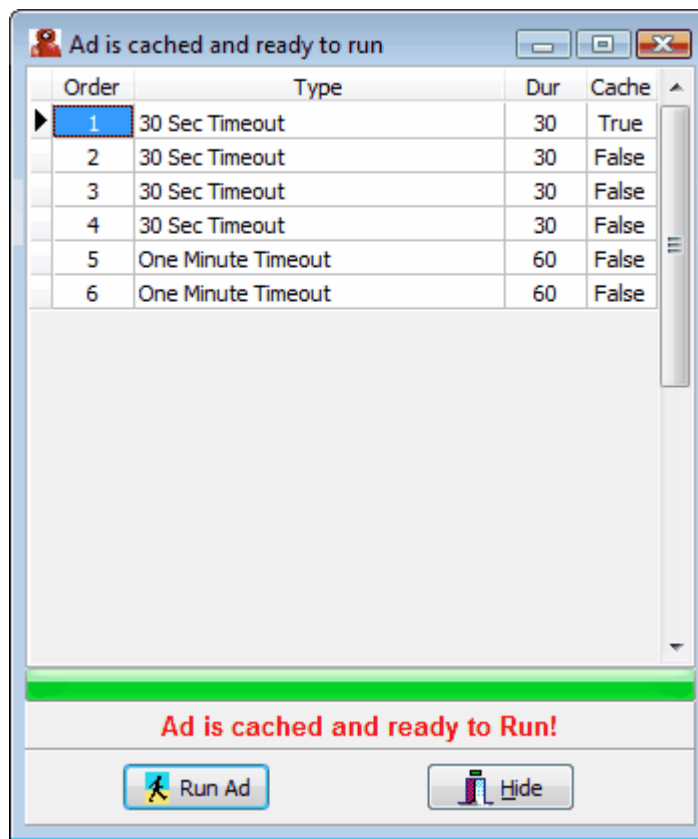 Ad is cached and ready to run
Order Type Dur Cache
1 30 Sec Timeout 30 True
2 30 Sec Timeout 30 False
3 30 Sec Timeout 30 False
4 30 Sec Timeout 30 False
5 One Minute Timeout 60 False
6 One Minute Timeout 60 False
Ad is cached and ready to Run!
Run Ad Hide